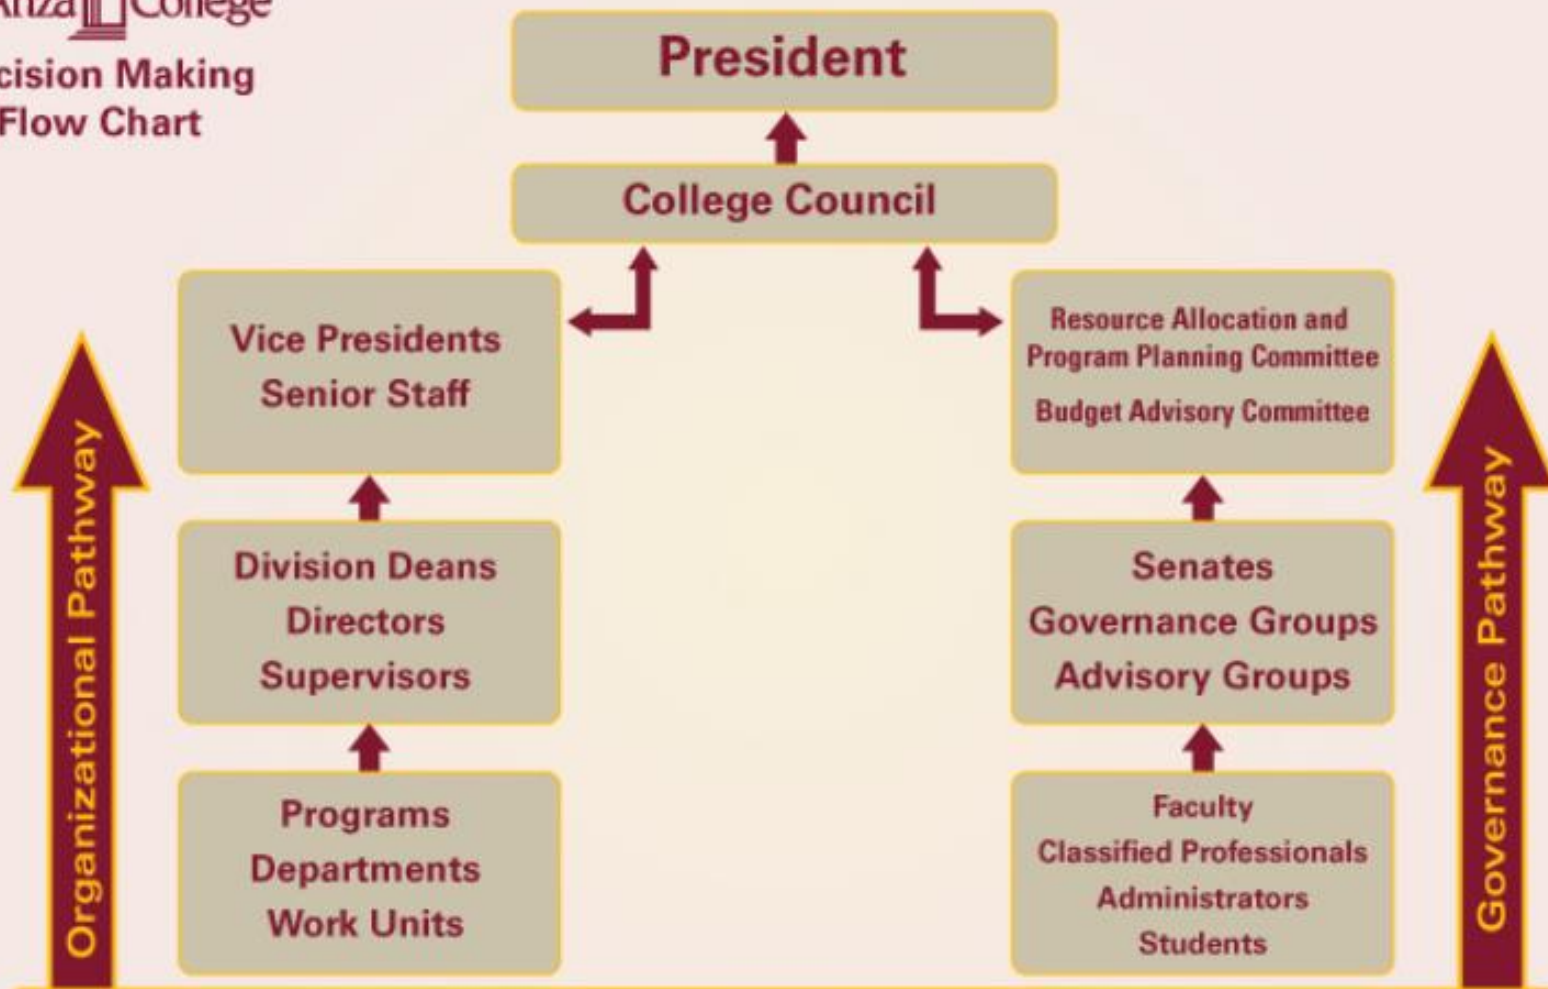 College
Making
Flow Chart
President
College Council
Vice Presidents
Senior Staff
Resource Allocation and
Program Planning Committee
Budget Advisory Committee
Organizational Pathway
Division Deans
Directors
Supervisors
Senates
Governance Groups
Advisory Groups
Governance Pathway
Programs
Departments
Work Units
Faculty
Classified Professionals
Administrators
Students